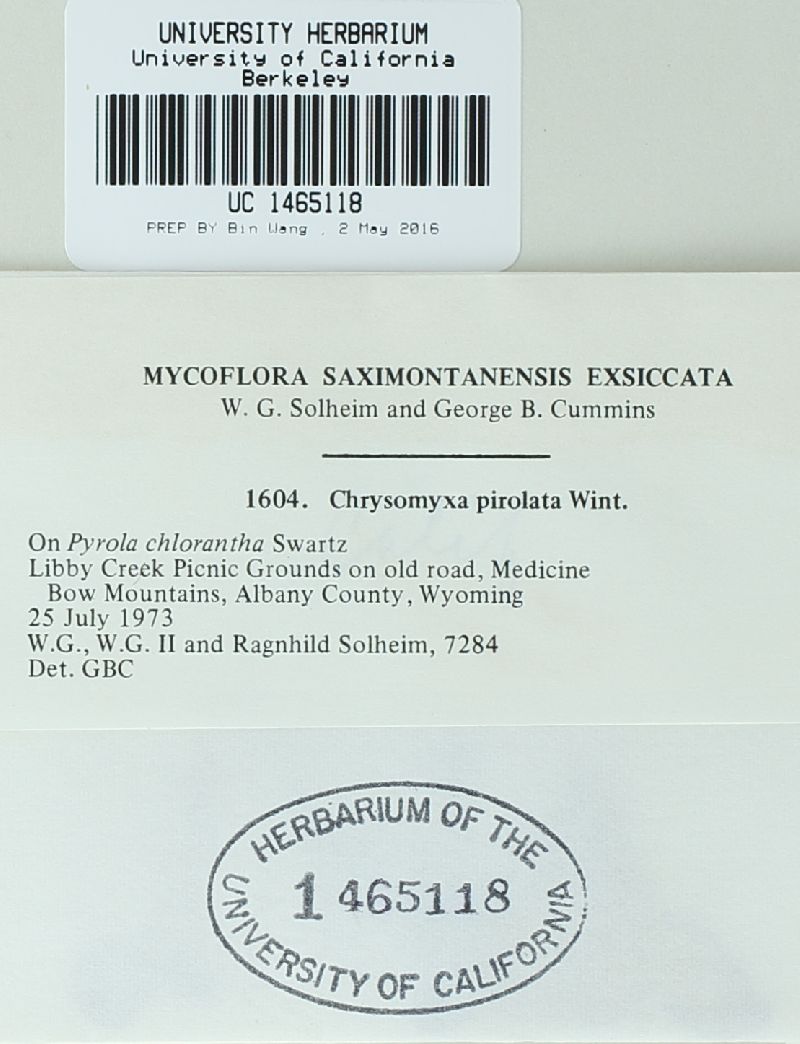 UNIVERSITY HERBARIUM
University of California
Berkeley
UC 1465118
PREP BY Bin Wang , 2 May 2016
MYCOFLORA SAXIMONTANENSIS EXSICCATA
W. G. Solheim and George B. Cummins
1604. Chrysomyxa pirolata Wint.
On Pyrola chlorantha Swartz
Libby Creek Picnic Grounds on old road, Medicine
Bow Mountains, Albany County, Wyoming
25 July 1973
W.G., W.G. II and Ragnhild Solheim, 7284
Det. GBC
HERBARIUM OF THE
1 465118
UNIVERSITY OF CALIFORNIA